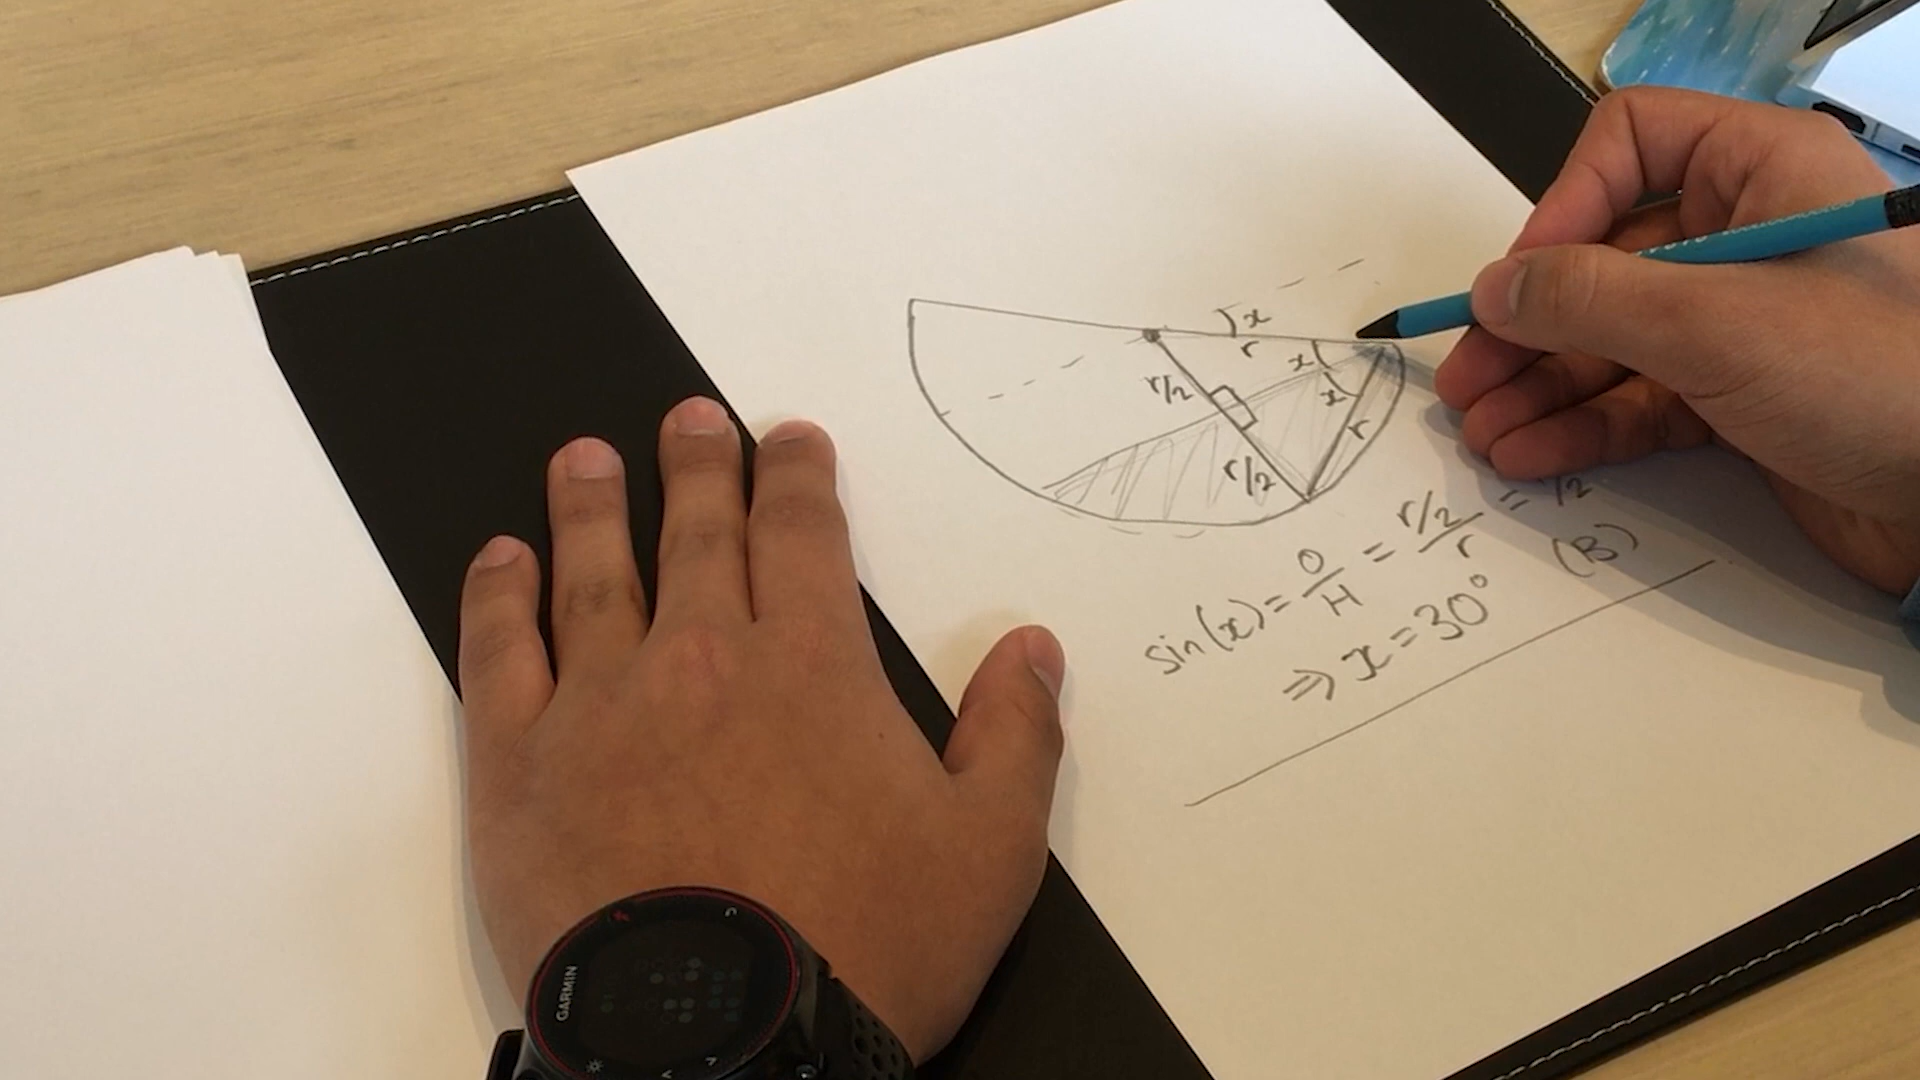 x
r
x
r/2
x
r
r/2
sin(x) = O/H = r/2/r = 1/2
⇒ x = 30° (B)
GARMIN